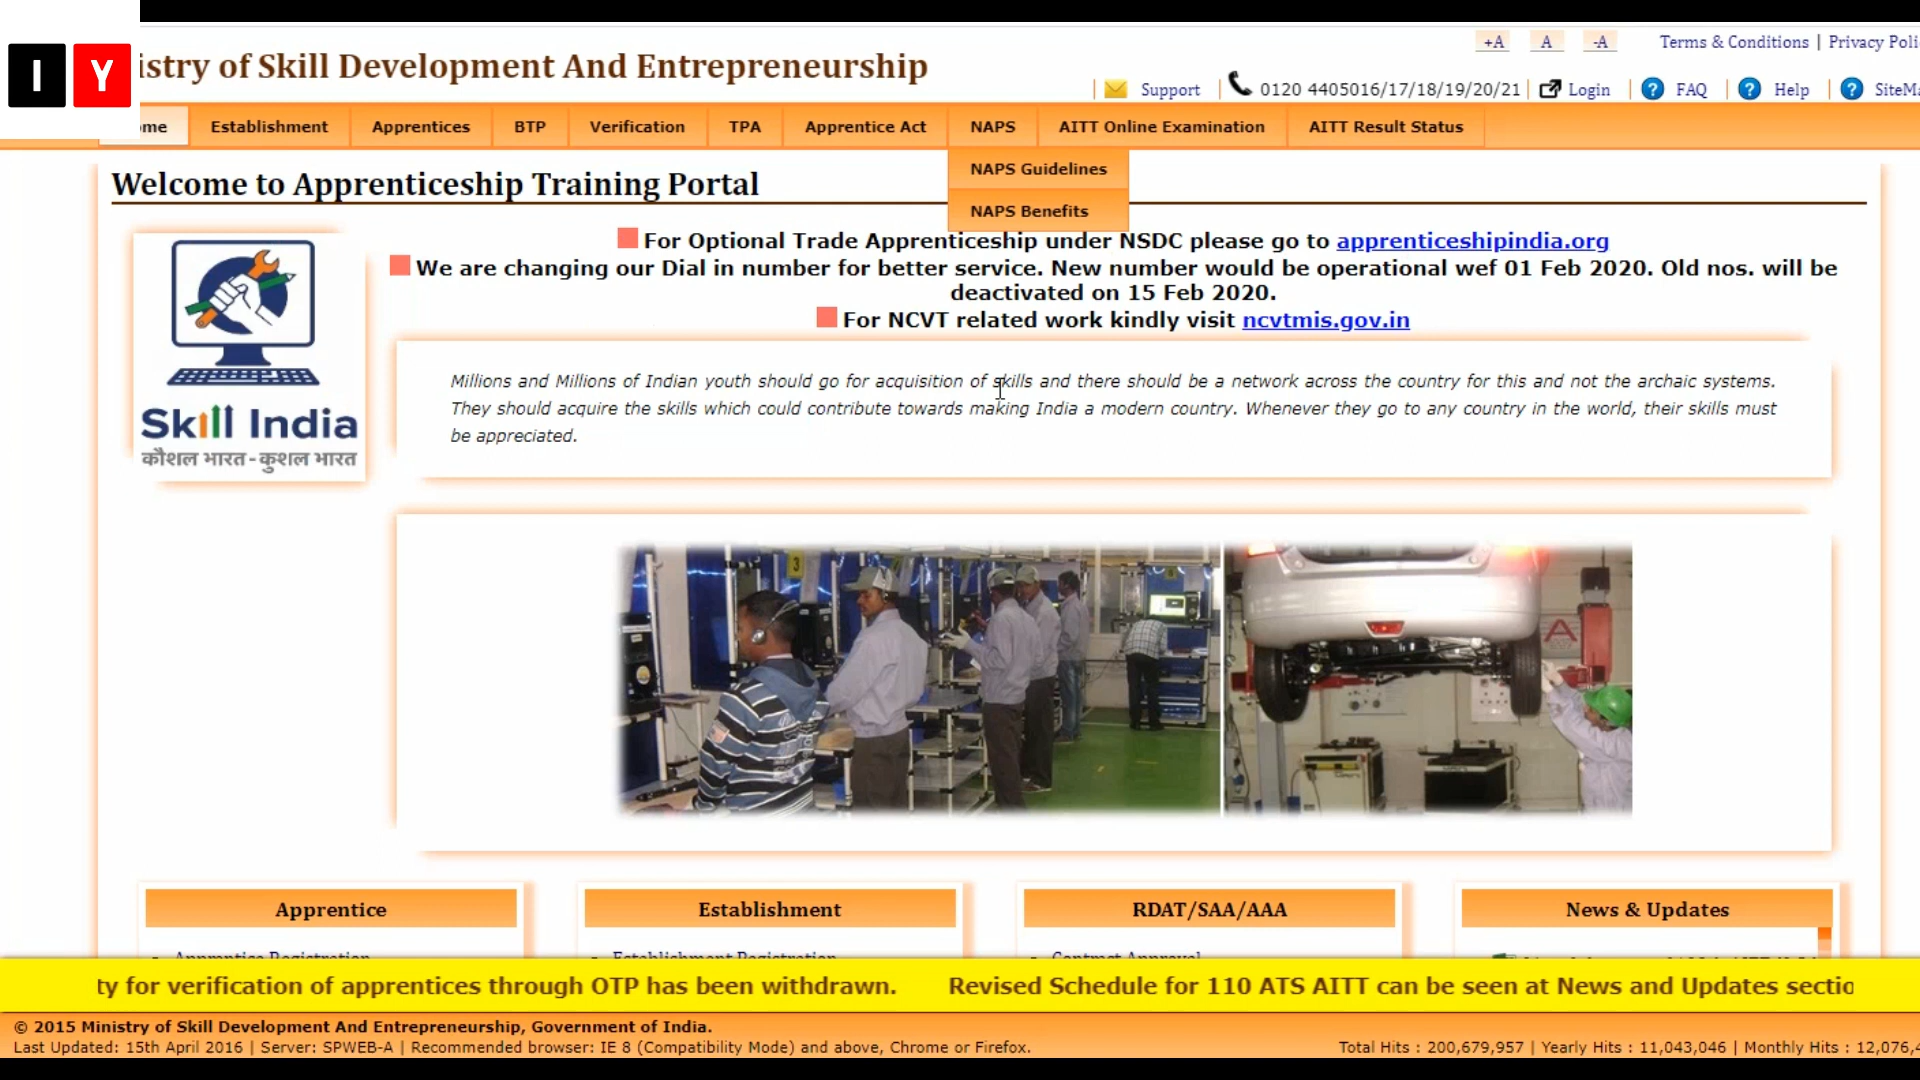 I Y
istry of Skill Development And Entrepreneurship
+A A -A Terms & Conditions | Privacy Poli
Support 0120 4405016/17/18/19/20/21 Login FAQ Help SiteMa
me Establishment Apprentices BTP Verification TPA Apprentice Act NAPS AITT Online Examination AITT Result Status
NAPS Guidelines
NAPS Benefits
Welcome to Apprenticeship Training Portal
For Optional Trade Apprenticeship under NSDC please go to apprenticeshipindia.org
We are changing our Dial in number for better service. New number would be operational wef 01 Feb 2020. Old nos. will be
deactivated on 15 Feb 2020.
For NCVT related work kindly visit ncvtmis.gov.in
Skill India
कौशल भारत-कुशल भारत
Millions and Millions of Indian youth should go for acquisition of skills and there should be a network across the country for this and not the archaic systems.
They should acquire the skills which could contribute towards making India a modern country. Whenever they go to any country in the world, their skills must
be appreciated.
3
A
Apprentice Establishment RDAT/SAA/AAA News & Updates
Apprentice Registration Establishment Registration Contract Approval
ty for verification of apprentices through OTP has been withdrawn. Revised Schedule for 110 ATS AITT can be seen at News and Updates sectio
© 2015 Ministry of Skill Development And Entrepreneurship, Government of India.
Last Updated: 15th April 2016 | Server: SPWEB-A | Recommended browser: IE 8 (Compatibility Mode) and above, Chrome or Firefox.
Total Hits : 200,679,957 | Yearly Hits : 11,043,046 | Monthly Hits : 12,076,4